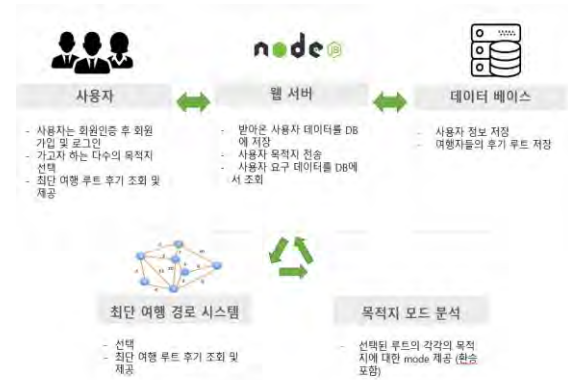 node
사용자
웹 서버
데이터 베이스
- 사용자는 회원인증 후 회원
가입 및 로그인
- 가고자 하는 다수의 목적지
선택
- 최단 여행 루트 후기 조회 및
제공
- 받아온 사용자 데이터를 DB
에 저장
- 사용자 목적지 전송
- 사용자 요구 데이터를 DB에
서 조회
- 사용자 정보 저장
- 여행자들의 후기 루트 저장
최단 여행 경로 시스템
목적지 모드 분석
- 선택
- 최단 여행 루트 후기 조회 및
제공
- 선택된 루트의 각각의 목적
지에 대한 mode 제공 (환승
포함)